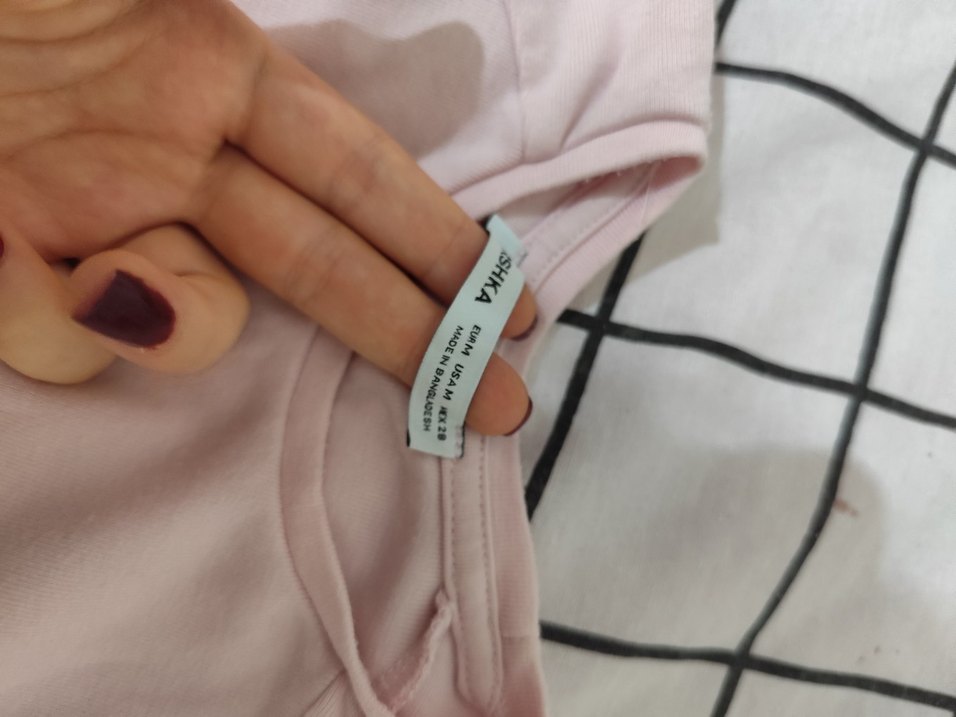 SHKA
EUR M USA M MEX 28
MADE IN BANGLADESH